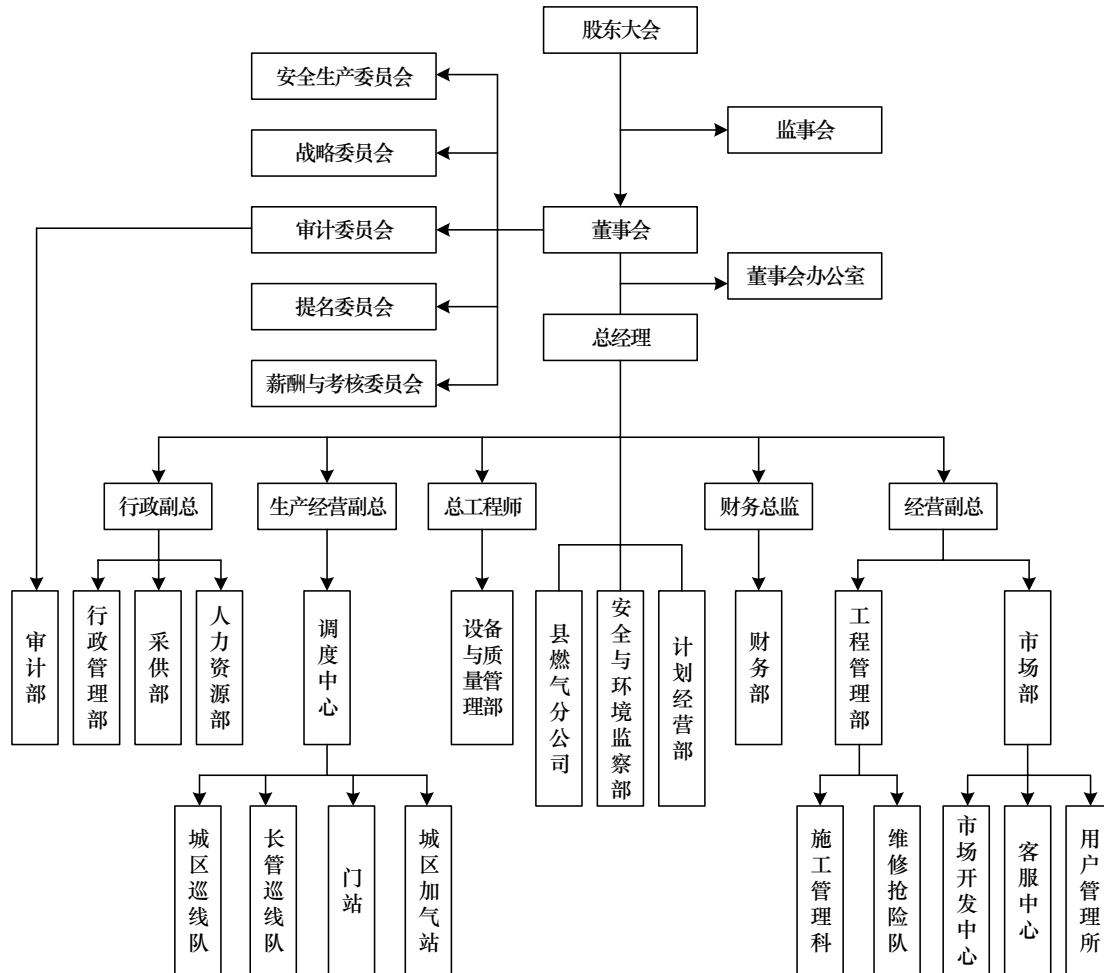 股东大会
安全生产委员会
监事会
战略委员会
审计委员会
董事会
董事会办公室
提名委员会
总经理
薪酬与考核委员会
行政副总
生产经营副总
总工程师
财务总监
经营副总
审计部
行政管理部
采供部
人力资源部
调度中心
设备
与质
量管
理部
县燃气分公司
安全与环境监察部
计划经营部
财务部
工程管理部
市场部
城区巡线队
长管巡线队
门站
城区加气站
施工管理科
维修抢险队
市场开发中心
客服中心
用户管理所